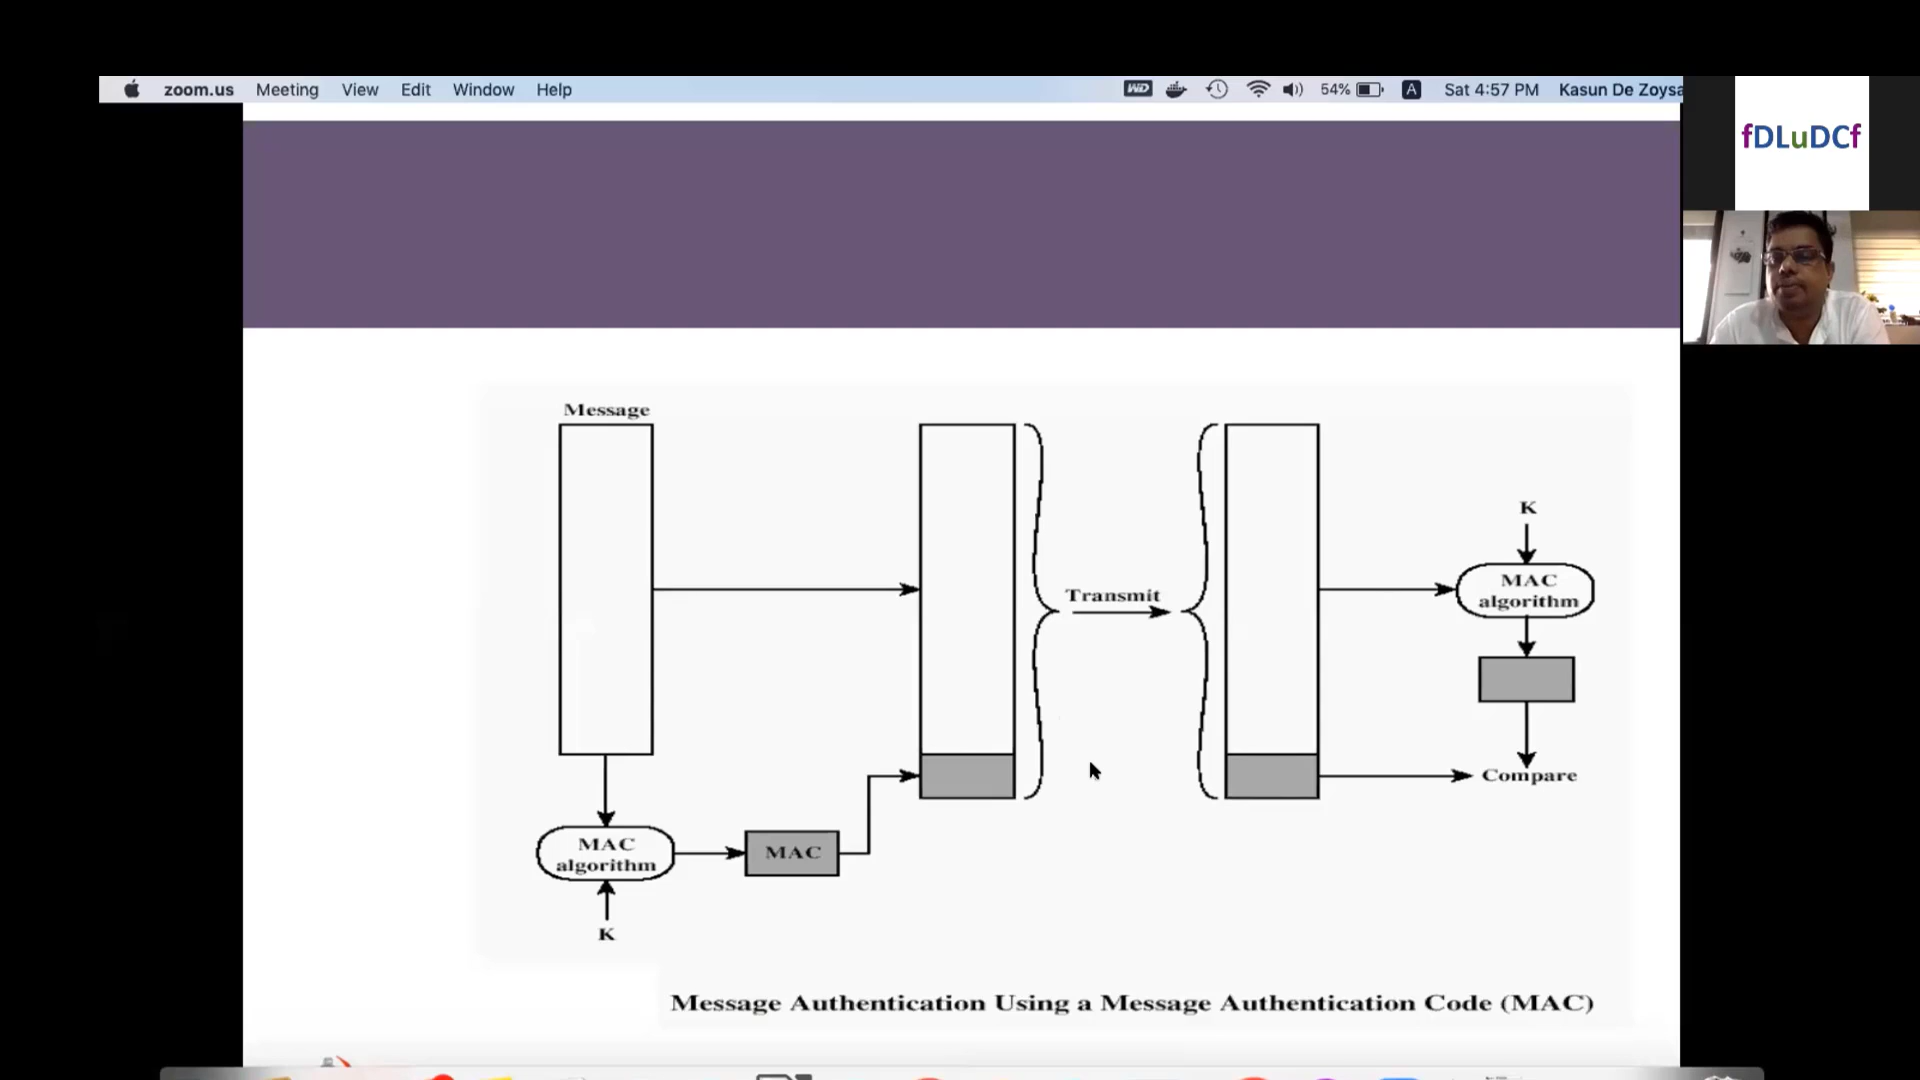 zoom.us Meeting View Edit Window Help
WD 54% A Sat 4:57 PM Kasun De Zoysa
fDLuDCf
Message
K
MAC
algorithm
Transmit
Compare
MAC
algorithm
MAC
K
Message Authentication Using a Message Authentication Code (MAC)